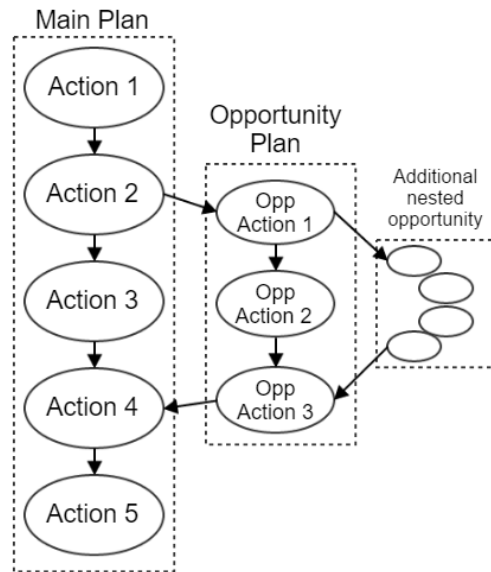 Main Plan
Action 1
Action 2
Action 3
Action 4
Action 5
Opportunity
Plan
Opp
Action 1
Opp
Action 2
Opp
Action 3
Additional
nested
opportunity